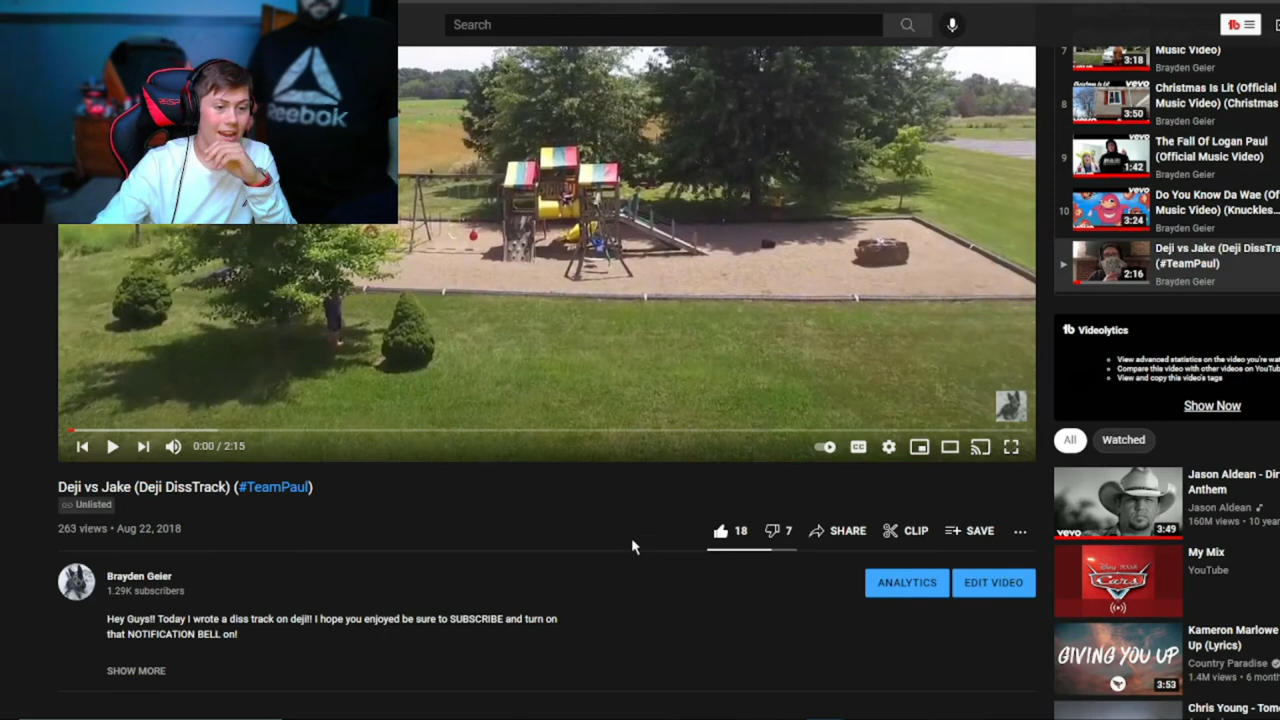 Reebok
Search
0:00 / 2:15
CC
Deji vs Jake (Deji DissTrack) (#TeamPaul)
Unlisted
263 views • Aug 22, 2018
18
7
SHARE
CLIP
SAVE
Brayden Geier
1.29K subscribers
ANALYTICS
EDIT VIDEO
Hey Guys!! Today I wrote a diss track on deji!! I hope you enjoyed be sure to SUBSCRIBE and turn on
that NOTIFICATION BELL on!
SHOW MORE
7
3:18
Music Video)
Brayden Geier
8
vevo
3:50
Christmas Is Lit (Official
Music Video) (Christmas
Brayden Geier
9
vevo
1:42
The Fall Of Logan Paul
(Official Music Video)
Brayden Geier
10
vevo
3:24
Do You Know Da Wae (Of
Music Video) (Knuckles...
Brayden Geier
2:16
Deji vs Jake (Deji DissTra
(#TeamPaul)
Brayden Geier
tb Videolytics
• View advanced statistics on the video you're wat
• Compare this video with other videos on YouTub
• View and copy this video's tags
Show Now
All
Watched
vevo
3:49
Jason Aldean - Dir
Anthem
Jason Aldean
160M views • 10 year
Cars
My Mix
YouTube
GIVING YOU UP
3:53
Kameron Marlowe
Up (Lyrics)
Country Paradise
1.4M views • 6 month
Chris Young - Tom